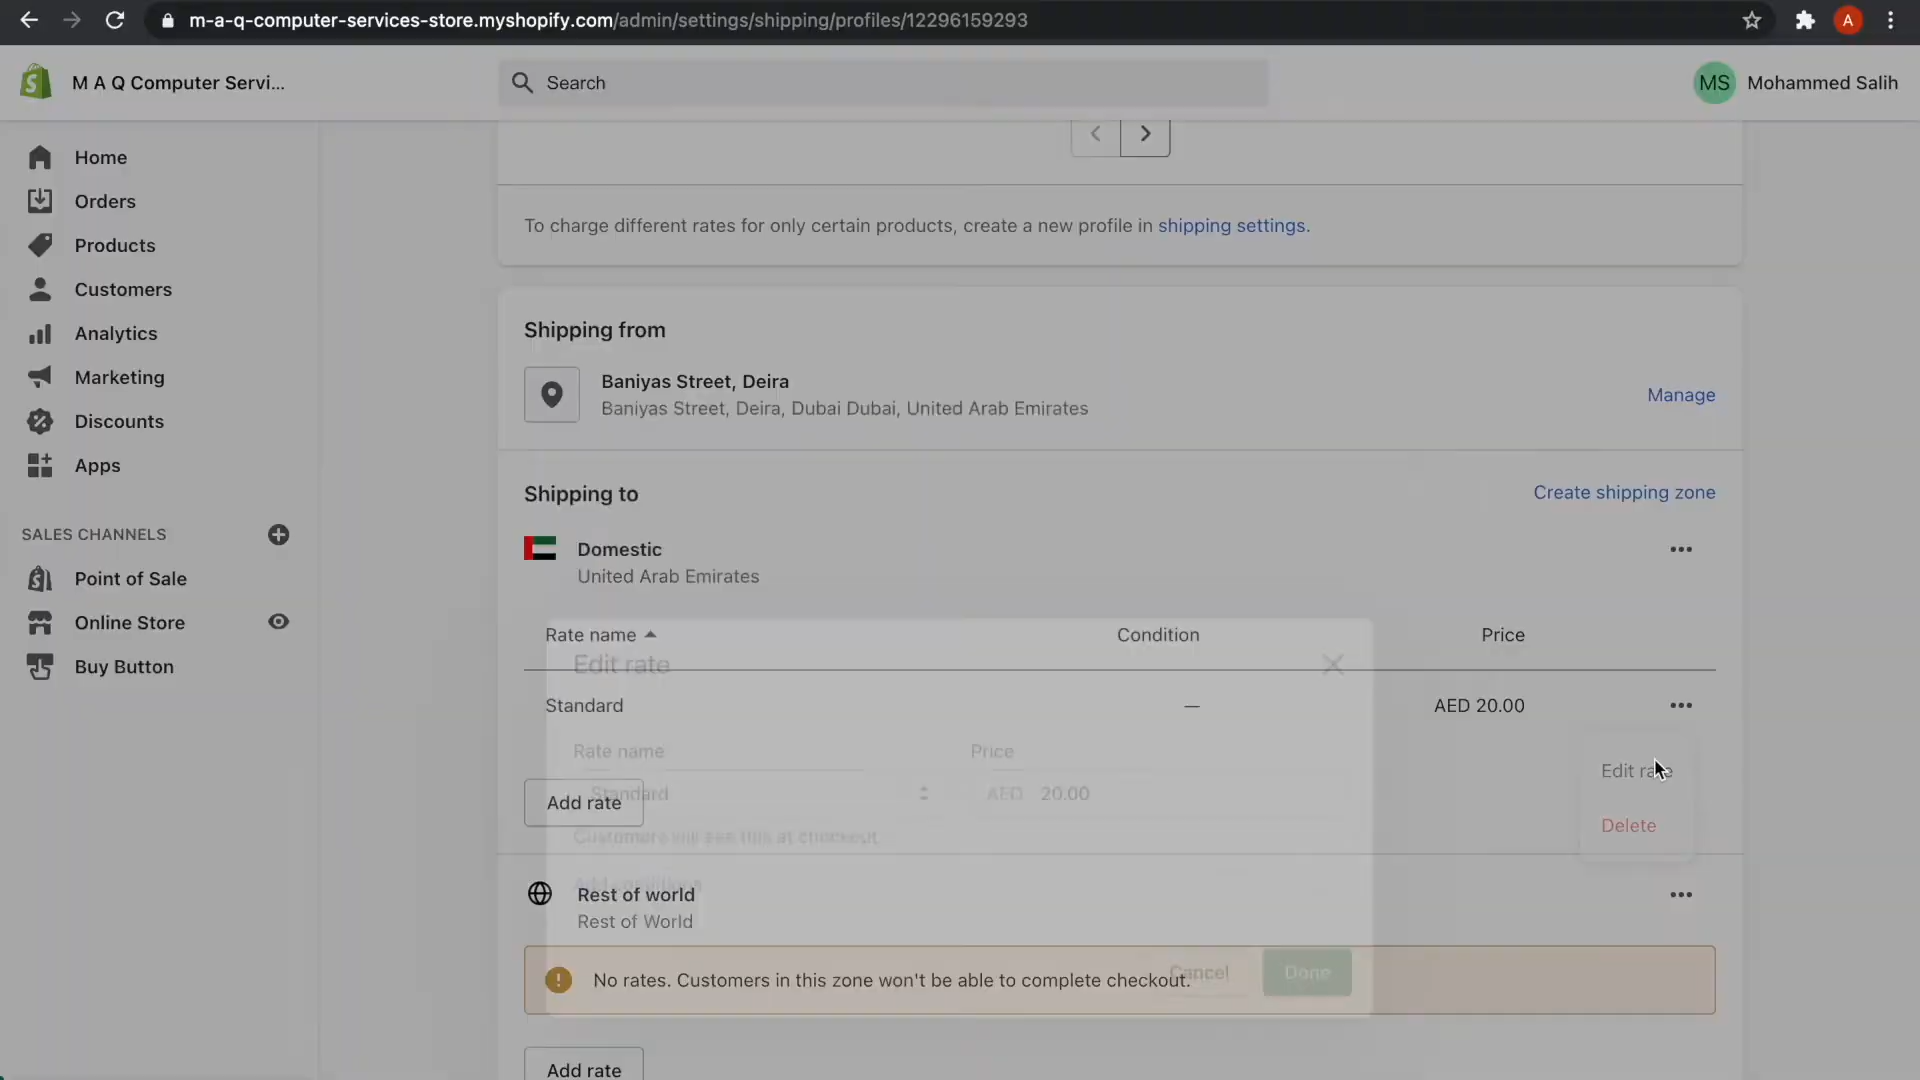 m-a-q-computer-services-store.myshopify.com/admin/settings/shipping/profiles/12296159293
A
M A Q Computer Servi...
Search
MS Mohammed Salih
Home
Orders
Products
Customers
Analytics
Marketing
Discounts
Apps
SALES CHANNELS
Point of Sale
Online Store
Buy Button
To charge different rates for only certain products, create a new profile in shipping settings.
Shipping from
Baniyas Street, Deira
Baniyas Street, Deira, Dubai Dubai, United Arab Emirates
Manage
Shipping to
Create shipping zone
Domestic
United Arab Emirates
Rate name Condition Price
Edit rate
Standard — AED 20.00
Rate name Price
Edit rate
Standard AED 20.00
Add rate
Delete
Customers will see this at checkout.
Rest of world
Rest of World
No rates. Customers in this zone won't be able to complete checkout.
Cancel Done
Add rate